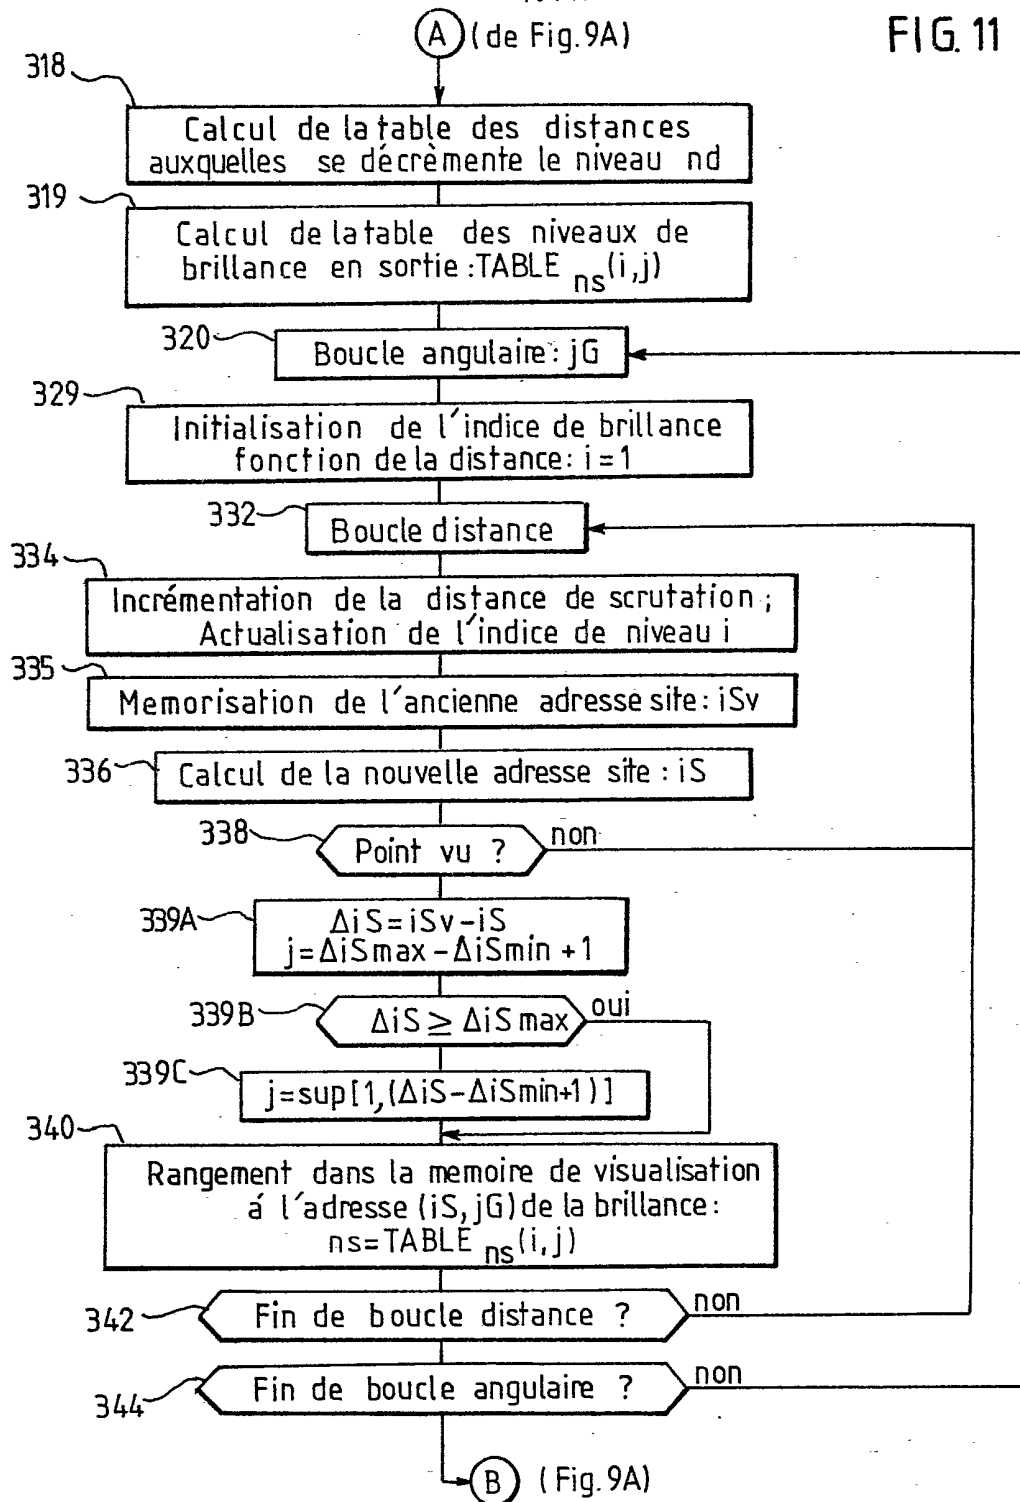 A (de Fig. 9A)
FIG. 11
318
Calcul de la table des distances
auxquelles se décrèmente le niveau nd
319
Calcul de la table des niveaux de
brillance en sortie : TABLE ns (i,j)
320
Boucle angulaire : jG
329
Initialisation de l'indice de brillance
fonction de la distance: i = 1
332
Boucle distance
334
Incrémentation de la distance de scrutation ;
Actualisation de l'indice de niveau i
335
Memorisation de l'ancienne adresse site : iSv
336
Calcul de la nouvelle adresse site : iS
338
Point vu ?
non
339A
ΔiS = iSv - iS
j = ΔiSmax - ΔiSmin + 1
339B
ΔiS ≥ ΔiS max
oui
339C
j = sup[1, (ΔiS - ΔiSmin+1)]
340
Rangement dans la memoire de visualisation
á l'adresse (iS, jG) de la brillance :
ns = TABLE ns (i,j)
342
Fin de boucle distance ?
non
344
Fin de boucle angulaire ?
non
B (Fig. 9A)